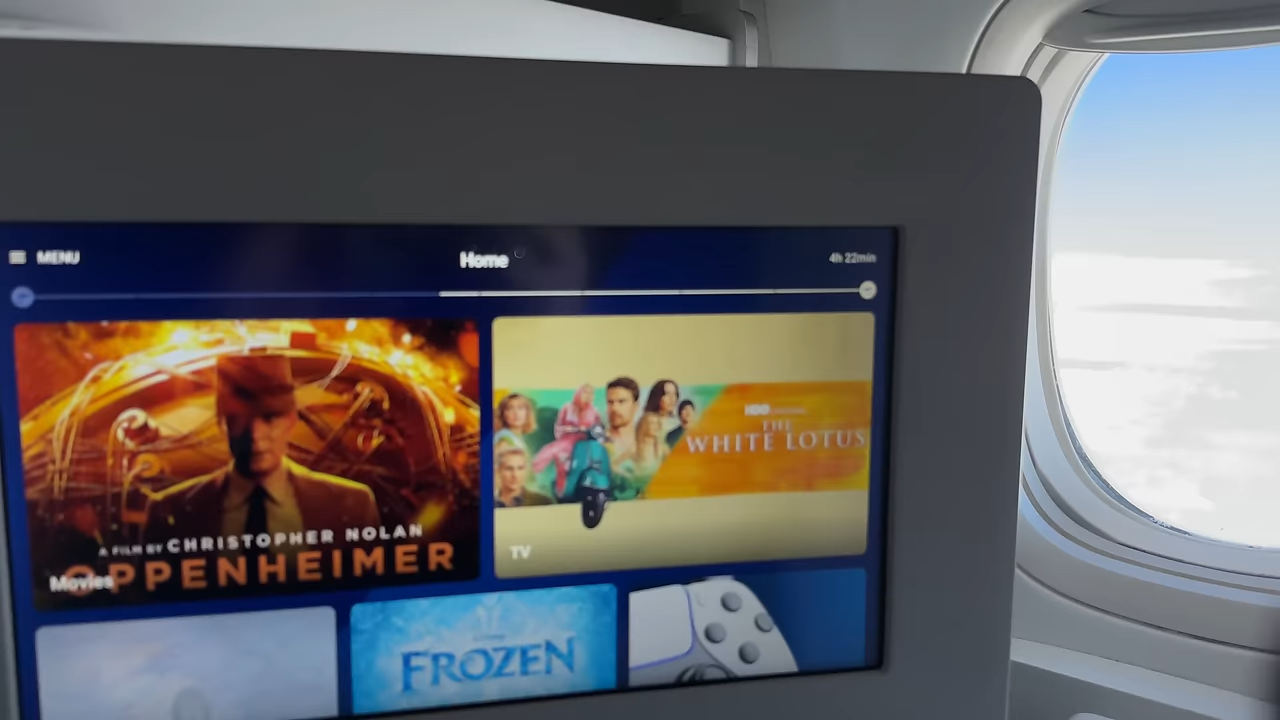 MENU
Home
4h 22min
A FILM BY CHRISTOPHER NOLAN
OPPENHEIMER
Movies
HBO
THE
WHITE LOTUS
TV
FROZEN